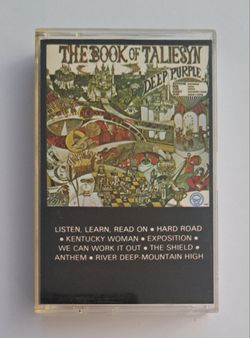 THE BOOK OF TALIESYN
DEEP PURPLE
LISTEN, LEARN, READ ON • HARD ROAD
• KENTUCKY WOMAN • EXPOSITION •
WE CAN WORK IT OUT • THE SHIELD •
ANTHEM • RIVER DEEP-MOUNTAIN HIGH